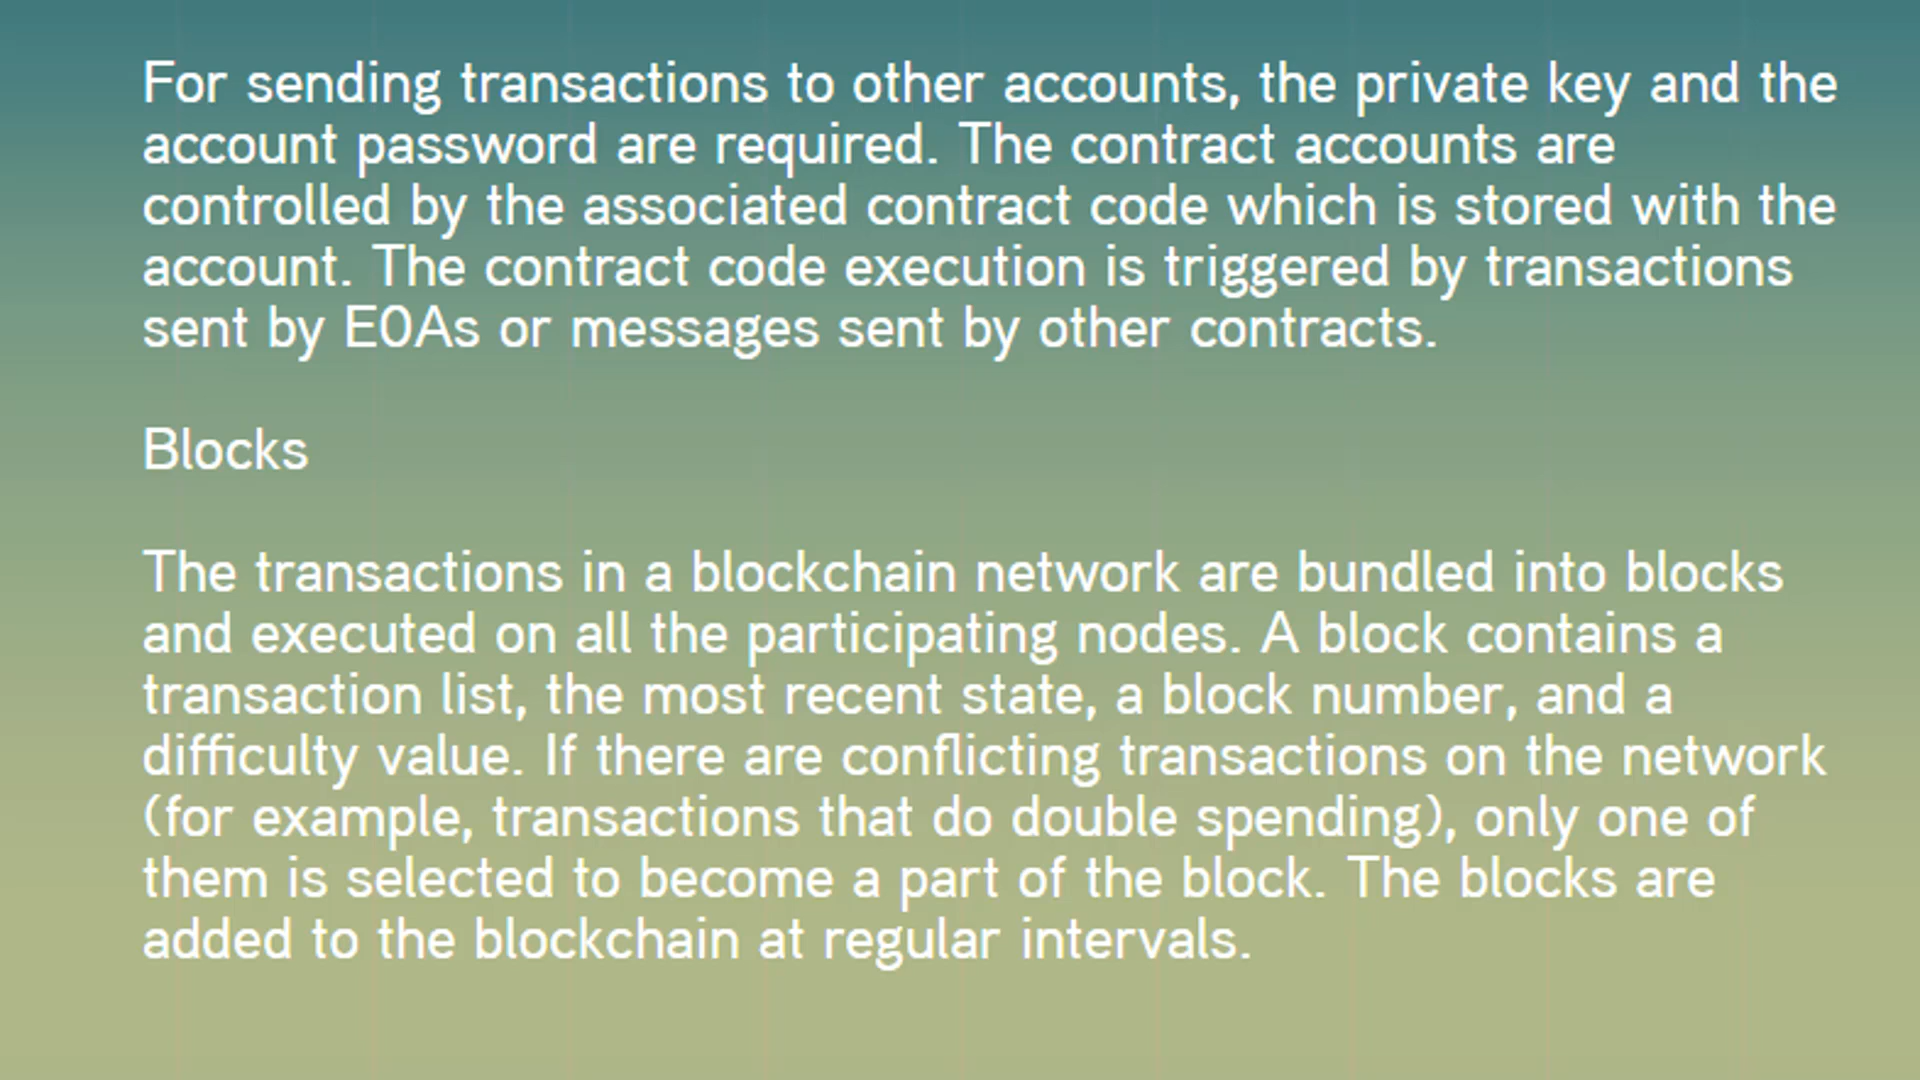 For sending transactions to other accounts, the private key and the
account password are required. The contract accounts are
controlled by the associated contract code which is stored with the
account. The contract code execution is triggered by transactions
sent by EOAs or messages sent by other contracts.
Blocks
The transactions in a blockchain network are bundled into blocks
and executed on all the participating nodes. A block contains a
transaction list, the most recent state, a block number, and a
difficulty value. If there are conflicting transactions on the network
(for example, transactions that do double spending), only one of
them is selected to become a part of the block. The blocks are
added to the blockchain at regular intervals.